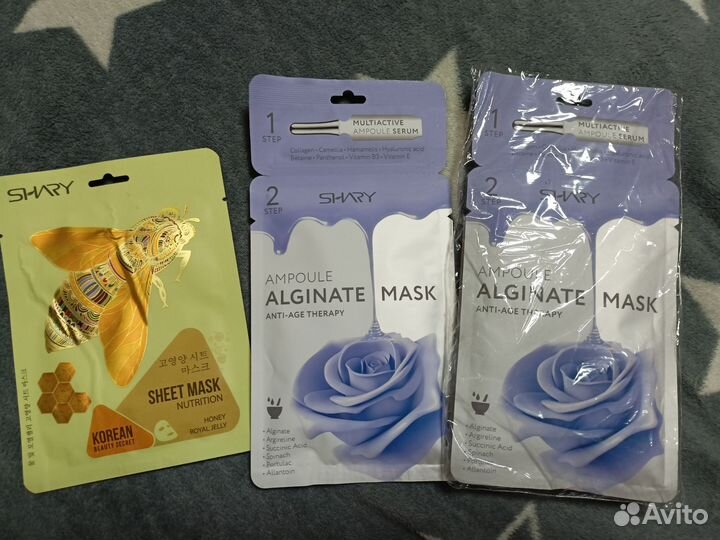 SHARY
고영양 시트
마스크
SHEET MASK
NUTRITION
HONEY
ROYAL JELLY
KOREAN
BEAUTY SECRET
1
STEP
MULTIACTIVE
AMPOULE SERUM
Collagen • Camellia • Hamamelis • Hyaluronic acid
Betaine • Panthenol • Vitamin B3 • Vitamin E
2
STEP
SHARY
AMPOULE
ALGINATE MASK
ANTI-AGE THERAPY
• Alginate
• Argireline
• Succinic Acid
• Spinach
• Portulac
• Allantoin
1
STEP
MULTIACTIVE
AMPOULE SERUM
2
STEP
SHARY
AMPOULE
ALGINATE MASK
ANTI-AGE THERAPY
• Alginate
• Argireline
• Succinic Acid
• Spinach
• Allantoin
Avito